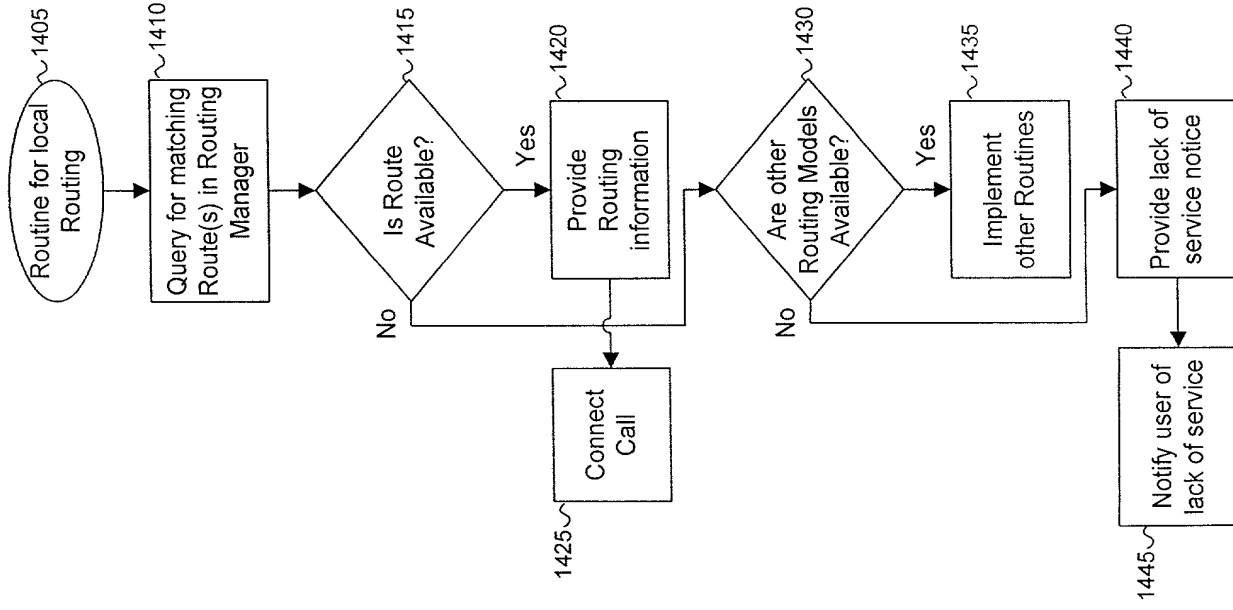 Routine for local
Routing
1405
Query for matching
Route(s) in Routing
Manager
1410
Is Route
Available?
1415
Yes
No
Provide
Routing
information
1420
Connect
Call
1425
Are other
Routing Models
Available?
1430
Yes
No
Implement
other Routines
1435
Provide lack of
service notice
1440
Notify user of
lack of service
1445